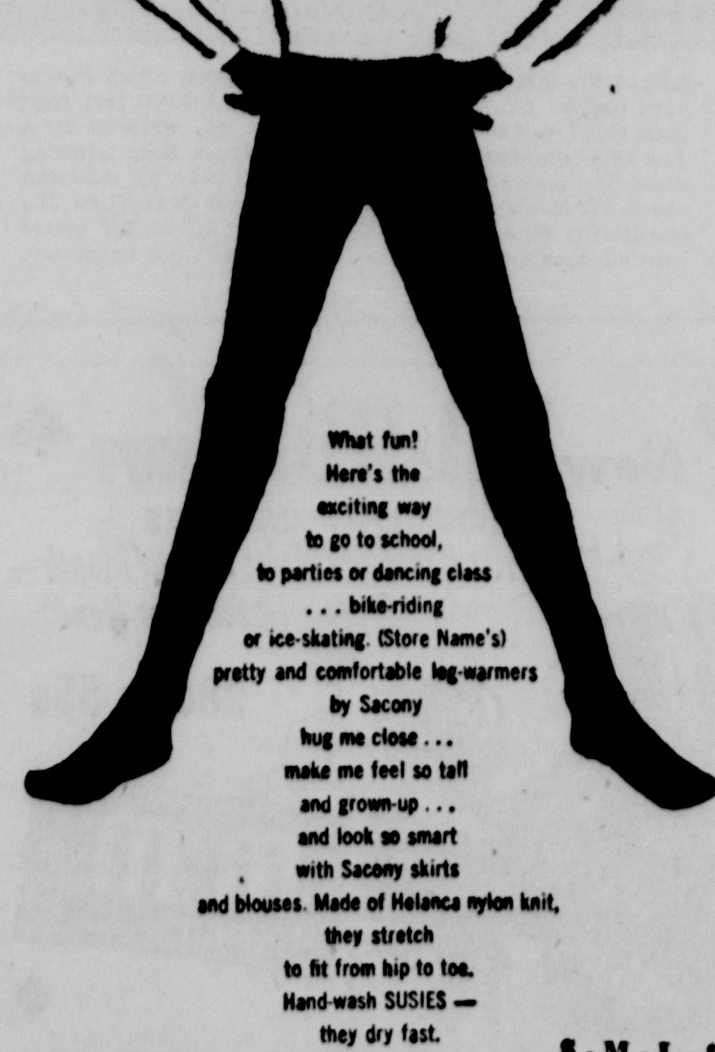 What fun!
Here's the
exciting way
to go to school,
to parties or dancing class
. . . bike-riding
or ice-skating. (Store Name's)
pretty and comfortable leg-warmers
by Sacony
hug me close . . .
make me feel so tall
and grown-up . . .
and look so smart
with Sacony skirts
and blouses. Made of Helanca nylon knit,
they stretch
to fit from hip to toe.
Hand-wash SUSIES —
they dry fast.